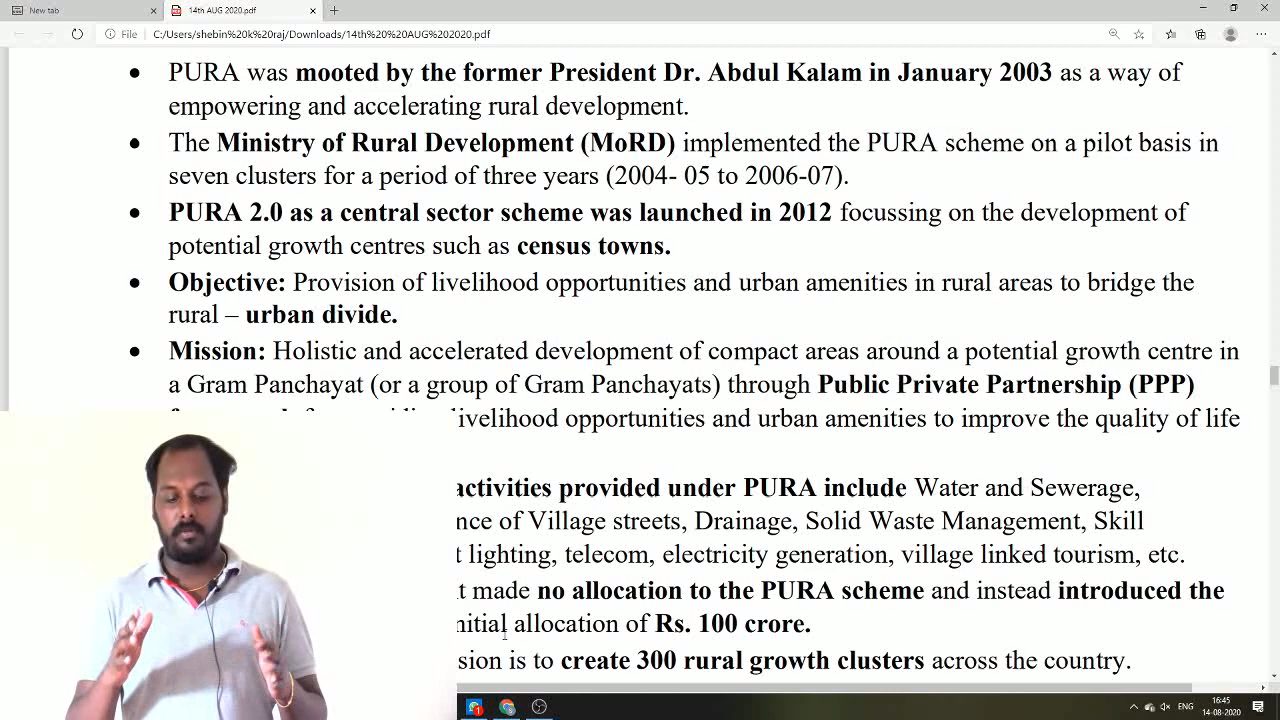 New tab
14th AUG 2020.pdf
File C:/Users/shebin%20k%20raj/Downloads/14th%20%20AUG%202020.pdf
• PURA was mooted by the former President Dr. Abdul Kalam in January 2003 as a way of
empowering and accelerating rural development.
• The Ministry of Rural Development (MoRD) implemented the PURA scheme on a pilot basis in
seven clusters for a period of three years (2004- 05 to 2006-07).
• PURA 2.0 as a central sector scheme was launched in 2012 focussing on the development of
potential growth centres such as census towns.
• Objective: Provision of livelihood opportunities and urban amenities in rural areas to bridge the
rural – urban divide.
• Mission: Holistic and accelerated development of compact areas around a potential growth centre in
a Gram Panchayat (or a group of Gram Panchayats) through Public Private Partnership (PPP)
livelihood opportunities and urban amenities to improve the quality of life
activities provided under PURA include Water and Sewerage,
of Village streets, Drainage, Solid Waste Management, Skill
lighting, telecom, electricity generation, village linked tourism, etc.
made no allocation to the PURA scheme and instead introduced the
allocation of Rs. 100 crore.
is to create 300 rural growth clusters across the country.
ENG
16:45
14-08-2020